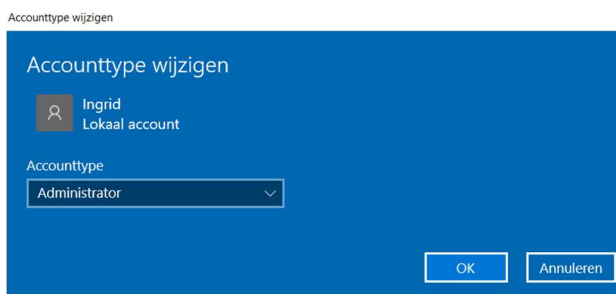 Accounttype wijzigen
Accounttype wijzigen
Ingrid
Lokaal account
Accounttype
Administrator
OK
Annuleren